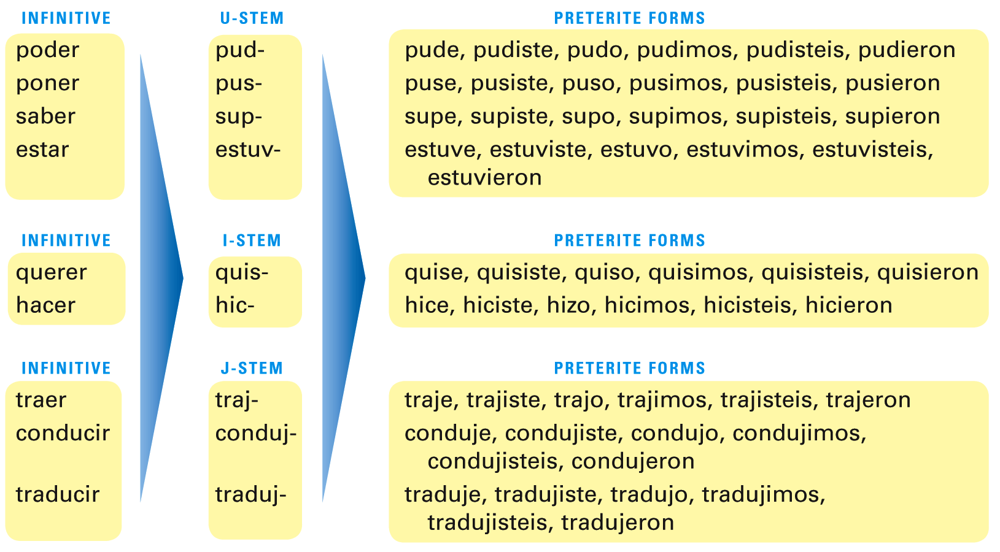 INFINITIVE U-STEM PRETERITE FORMS
poder pud- pude, pudiste, pudo, pudimos, pudisteis, pudieron
poner pus- puse, pusiste, puso, pusimos, pusisteis, pusieron
saber sup- supe, supiste, supo, supimos, supisteis, supieron
estar estuv- estuve, estuviste, estuvo, estuvimos, estuvisteis,
estuvieron
INFINITIVE I-STEM PRETERITE FORMS
querer quis- quise, quisiste, quiso, quisimos, quisisteis, quisieron
hacer hic- hice, hiciste, hizo, hicimos, hicisteis, hicieron
INFINITIVE J-STEM PRETERITE FORMS
traer traj- traje, trajiste, trajo, trajimos, trajisteis, trajeron
conducir conduj- conduje, condujiste, condujo, condujimos,
condujisteis, condujeron
traducir traduj- traduje, tradujiste, tradujo, tradujimos,
tradujisteis, tradujeron